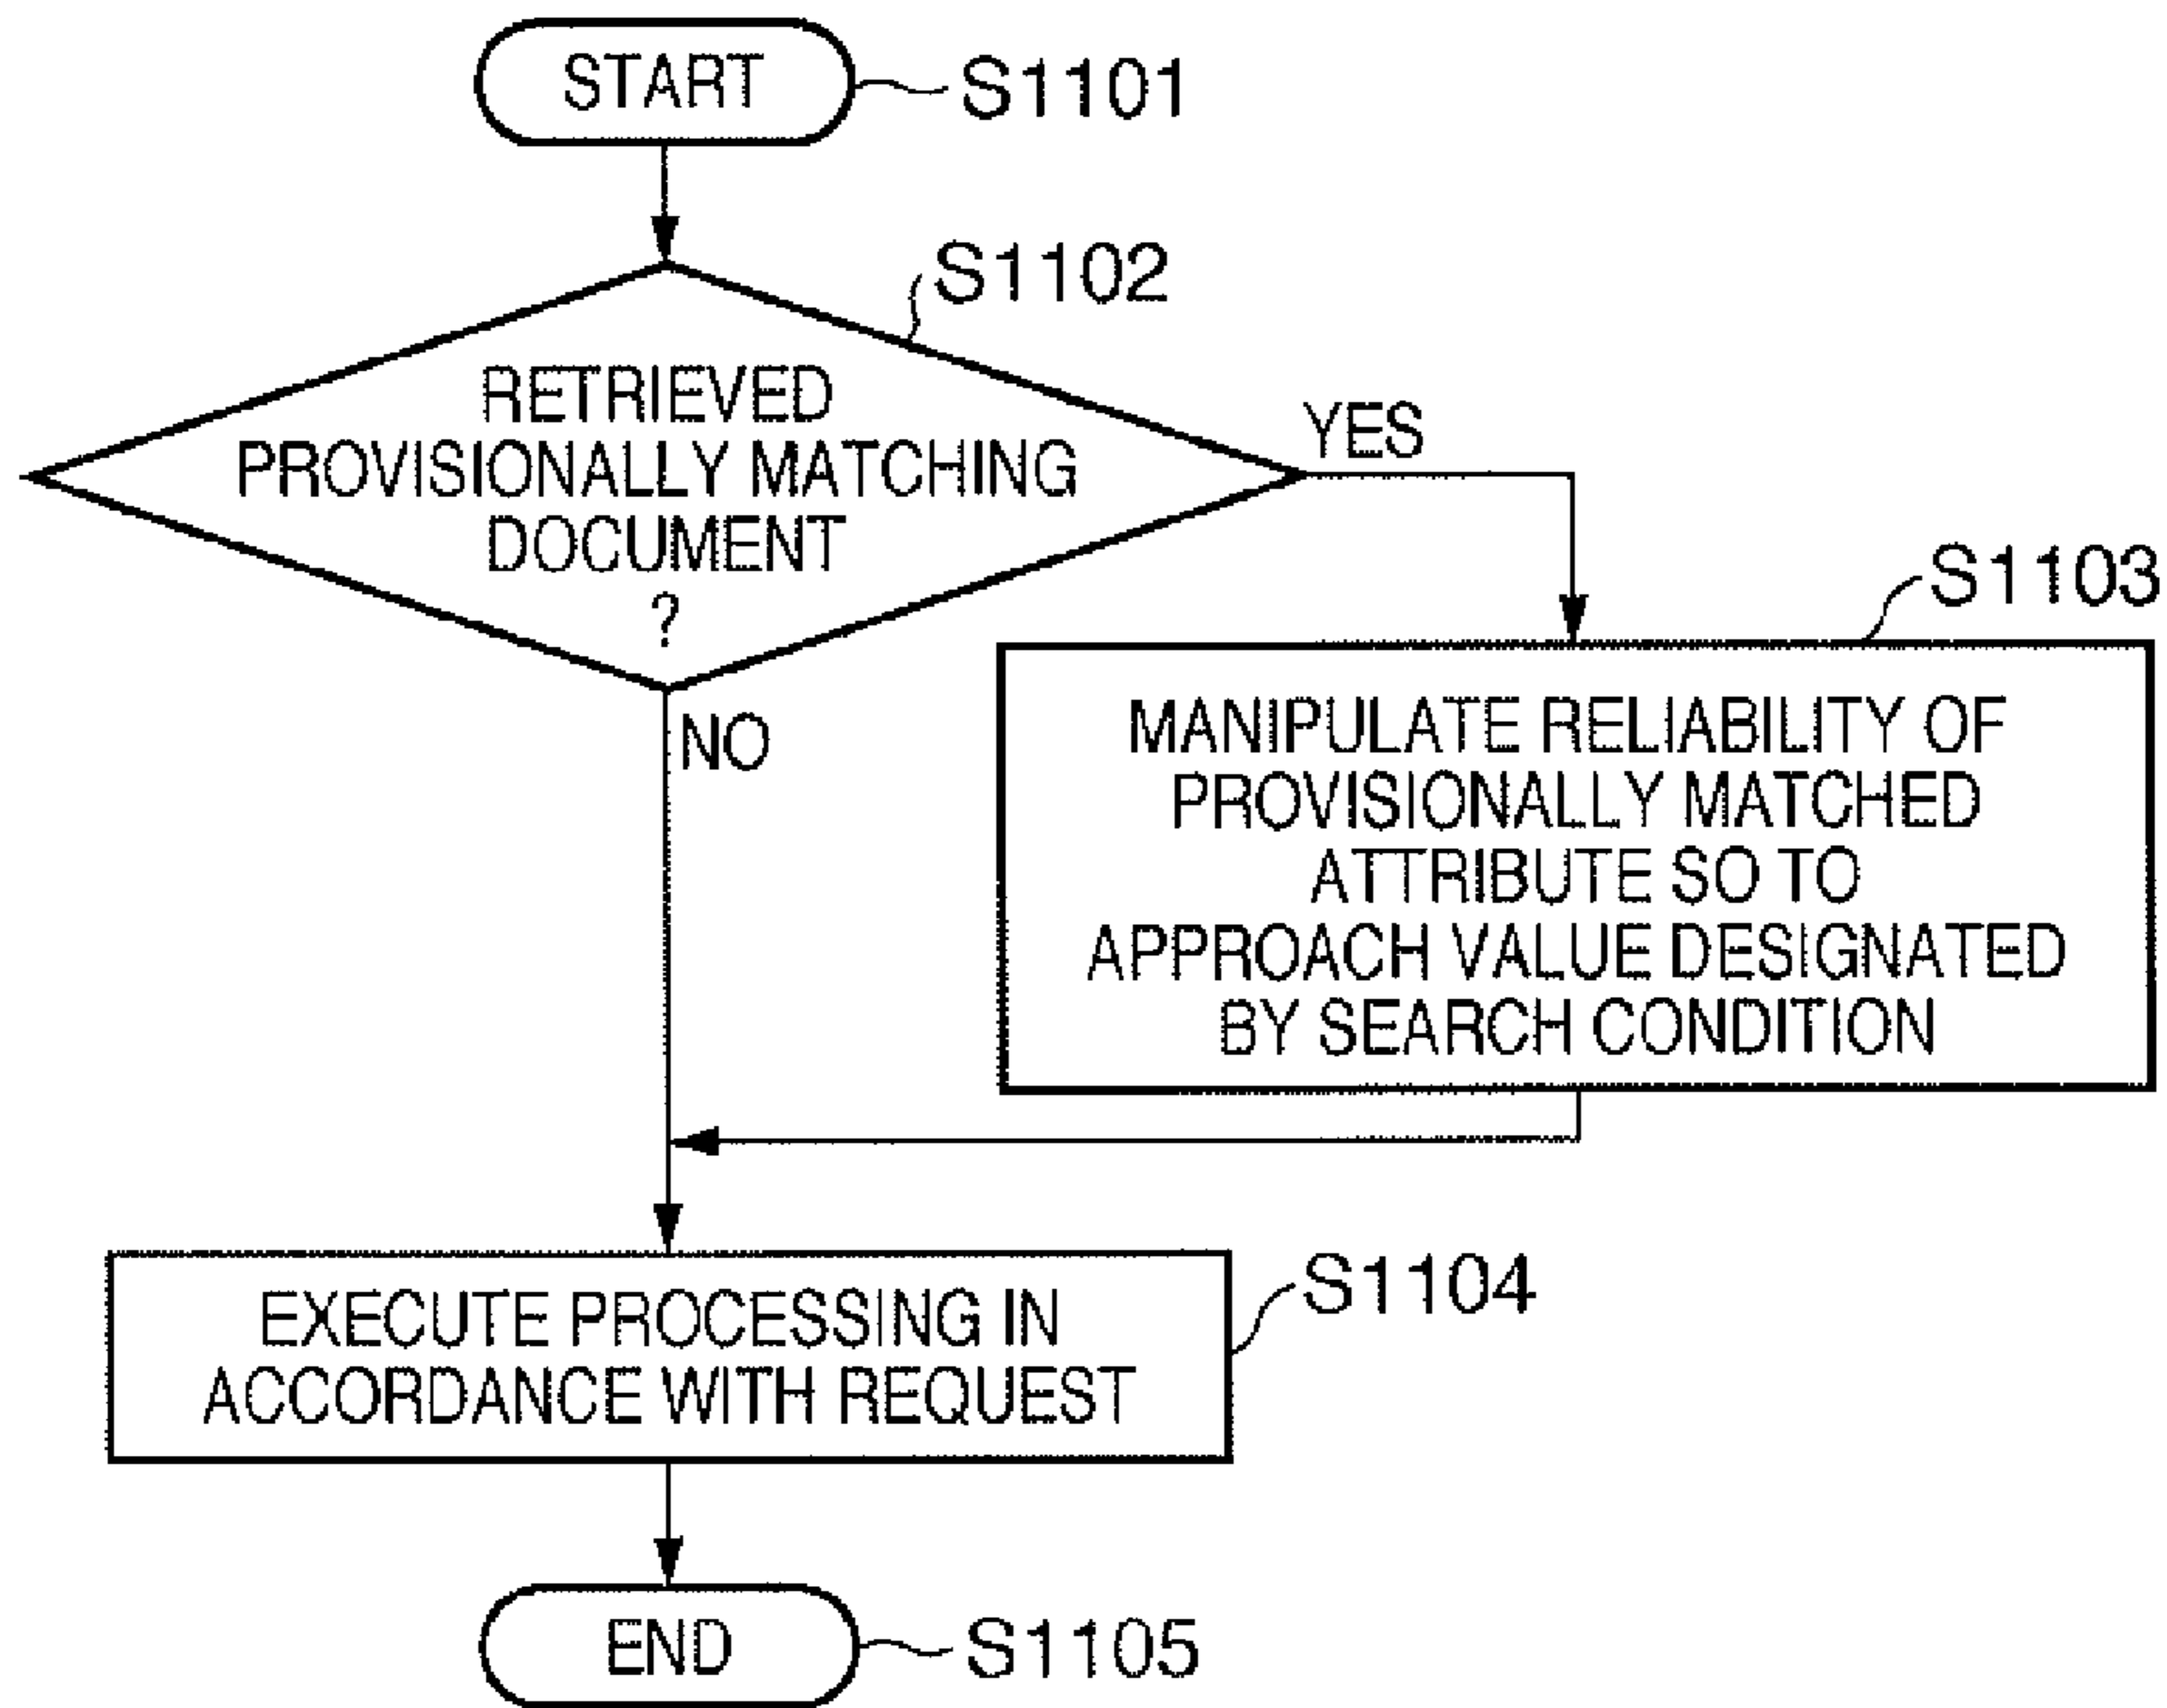 START
S1101
S1102
RETRIEVED
PROVISIONALLY MATCHING
DOCUMENT
?
YES
NO
S1103
MANIPULATE RELIABILITY OF
PROVISIONALLY MATCHED
ATTRIBUTE SO TO
APPROACH VALUE DESIGNATED
BY SEARCH CONDITION
S1104
EXECUTE PROCESSING IN
ACCORDANCE WITH REQUEST
END
S1105